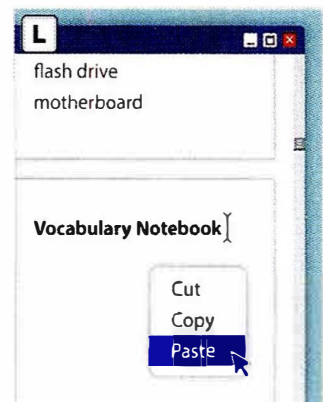 L
flash drive
motherboard
Vocabulary Notebook
Cut
Copy
Paste